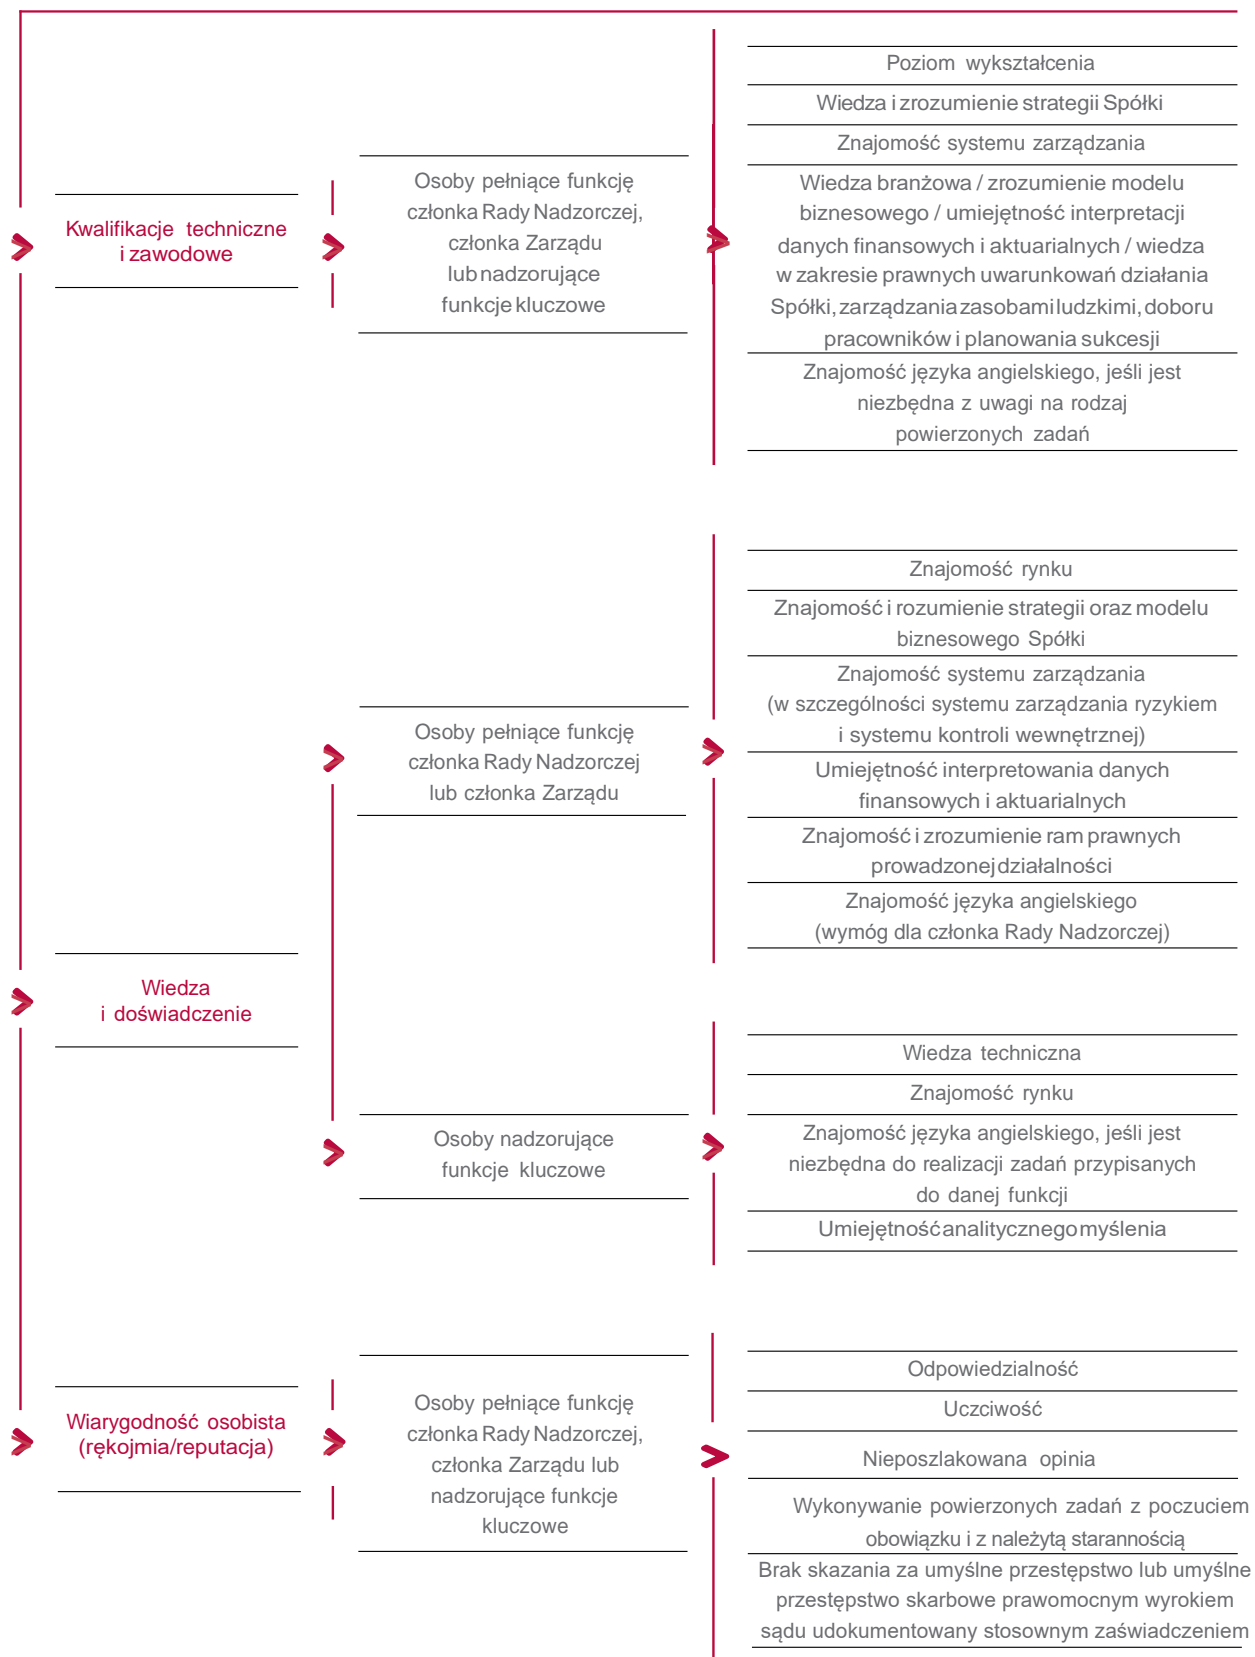 Kwalifikacje techniczne
i zawodowe
Osoby pełniące funkcję
członka Rady Nadzorczej,
członka Zarządu
lub nadzorujące
funkcje kluczowe
Poziom wykształcenia
Wiedza i zrozumienie strategii Spółki
Znajomość systemu zarządzania
Wiedza branżowa / zrozumienie modelu
biznesowego / umiejętność interpretacji
danych finansowych i aktuarialnych / wiedza
w zakresie prawnych uwarunkowań działania
Spółki, zarządzania zasobami ludzkimi, doboru
pracowników i planowania sukcesji
Znajomość języka angielskiego, jeśli jest
niezbędna z uwagi na rodzaj
powierzonych zadań
Wiedza
i doświadczenie
Osoby pełniące funkcję
członka Rady Nadzorczej
lub członka Zarządu
Znajomość rynku
Znajomość i rozumienie strategii oraz modelu
biznesowego Spółki
Znajomość systemu zarządzania
(w szczególności systemu zarządzania ryzykiem
i systemu kontroli wewnętrznej)
Umiejętność interpretowania danych
finansowych i aktuarialnych
Znajomość i zrozumienie ram prawnych
prowadzonej działalności
Znajomość języka angielskiego
(wymóg dla członka Rady Nadzorczej)
Osoby nadzorujące
funkcje kluczowe
Wiedza techniczna
Znajomość rynku
Znajomość języka angielskiego, jeśli jest
niezbędna do realizacji zadań przypisanych
do danej funkcji
Umiejętność analitycznego myślenia
Wiarygodność osobista
(rękojmia/reputacja)
Osoby pełniące funkcję
członka Rady Nadzorczej,
członka Zarządu lub
nadzorujące funkcje
kluczowe
Odpowiedzialność
Uczciwość
Nieposzlakowana opinia
Wykonywanie powierzonych zadań z poczuciem
obowiązku i z należytą starannością
Brak skazania za umyślne przestępstwo lub umyślne
przestępstwo skarbowe prawomocnym wyrokiem
sądu udokumentowany stosownym zaświadczeniem